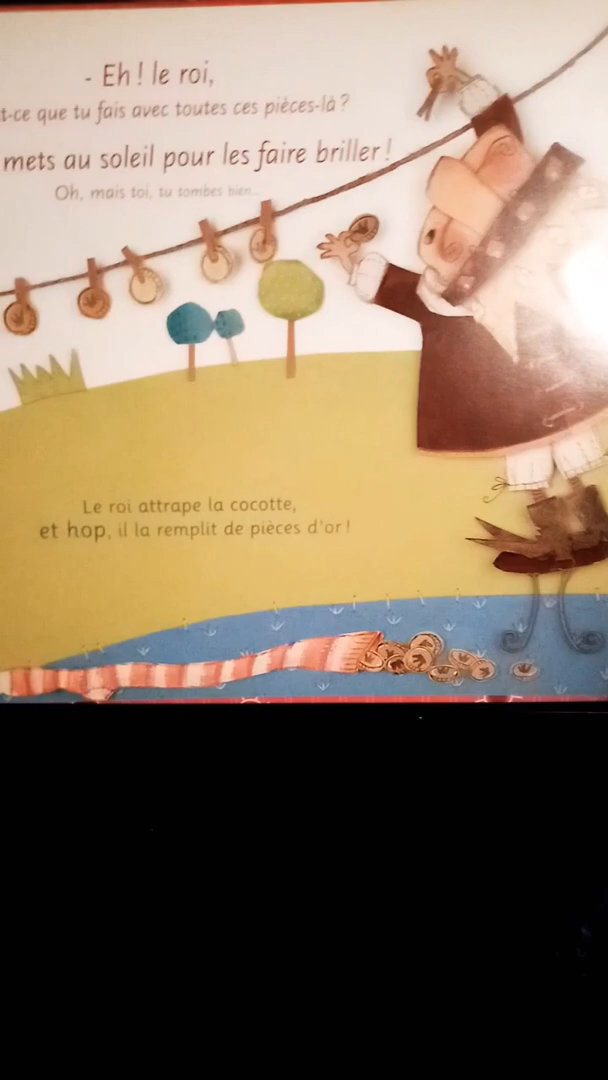 - Eh ! le roi,
t-ce que tu fais avec toutes ces pièces-là ?
mets au soleil pour les faire briller !
Oh, mais toi, tu tombes bien...
Le roi attrape la cocotte,
et hop, il la remplit de pièces d'or !